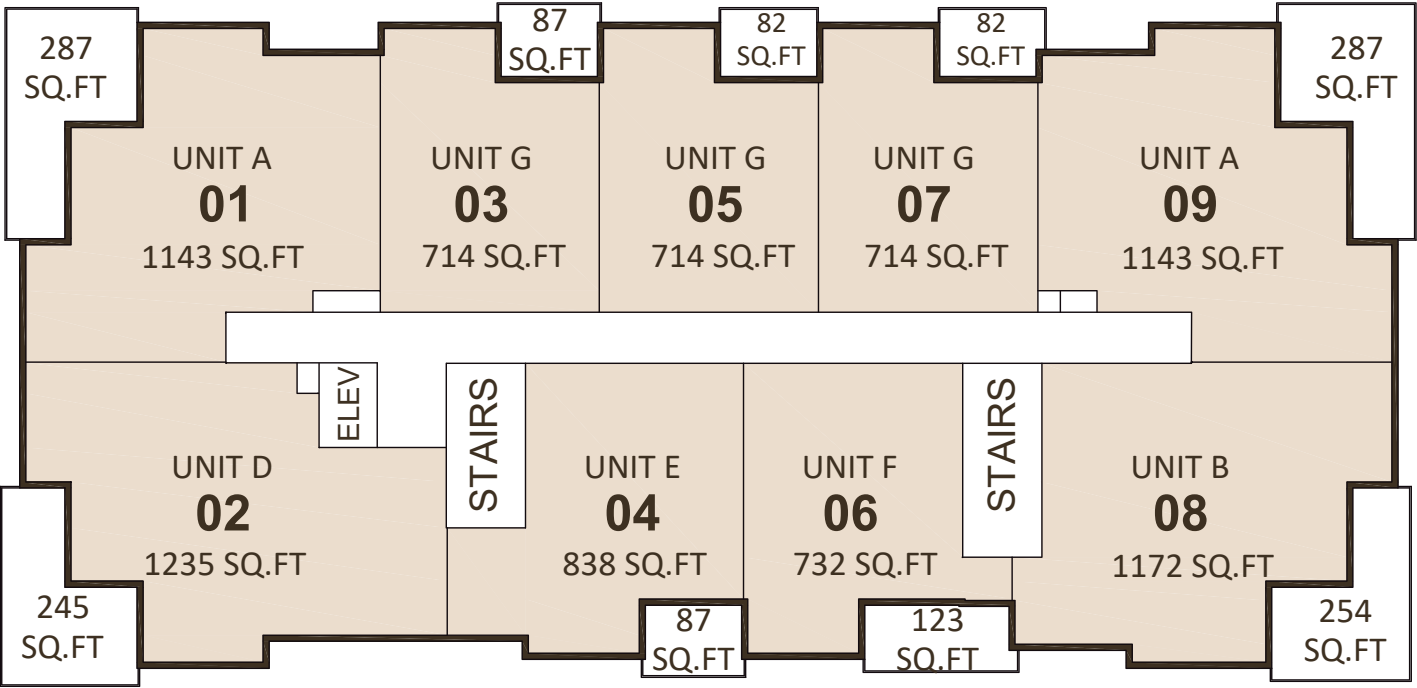 287
SQ.FT
87
SQ.FT
82
SQ.FT
82
SQ.FT
287
SQ.FT
UNIT A
01
1143 SQ.FT
UNIT G
03
714 SQ.FT
UNIT G
05
714 SQ.FT
UNIT G
07
714 SQ.FT
UNIT A
09
1143 SQ.FT
ELEV
STAIRS
STAIRS
UNIT D
02
1235 SQ.FT
UNIT E
04
838 SQ.FT
UNIT F
06
732 SQ.FT
UNIT B
08
1172 SQ.FT
245
SQ.FT
87
SQ.FT
123
SQ.FT
254
SQ.FT